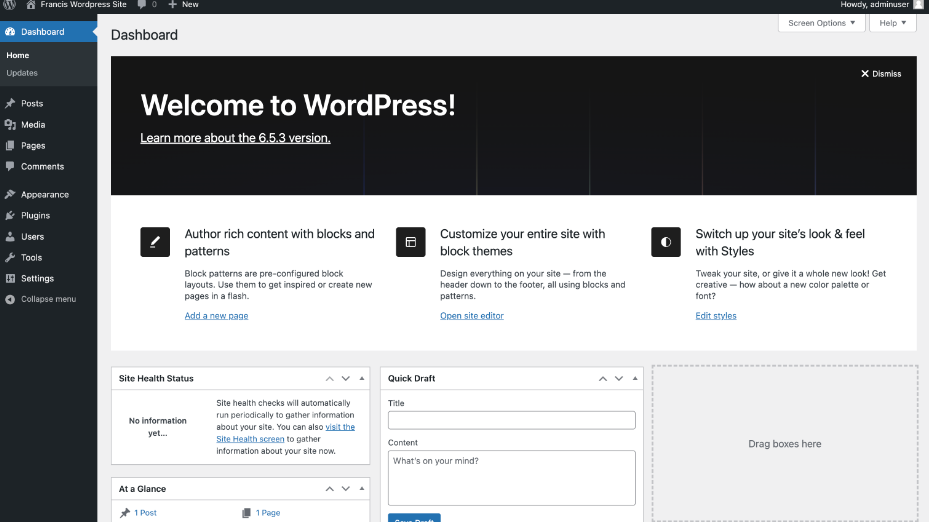 Francis Wordpress Site 0 New Howdy, adminuser
Screen Options ▼ Help ▼
Dashboard
Home
Updates
Posts
Media
Pages
Comments
Appearance
Plugins
Users
Tools
Settings
Collapse menu
Dashboard
Dismiss
Welcome to WordPress!
Learn more about the 6.5.3 version.
Author rich content with blocks and
patterns
Block patterns are pre-configured block
layouts. Use them to get inspired or create new
pages in a flash.
Add a new page
Customize your entire site with
block themes
Design everything on your site — from the
header down to the footer, all using blocks and
patterns.
Open site editor
Switch up your site's look & feel
with Styles
Tweak your site, or give it a whole new look! Get
creative — how about a new color palette or
font?
Edit styles
Site Health Status
No information
yet...
Site health checks will automatically
run periodically to gather information
about your site. You can also visit the
Site Health screen to gather
information about your site now.
At a Glance
1 Post
1 Page
Quick Draft
Title
Content
What's on your mind?
Save Draft
Drag boxes here